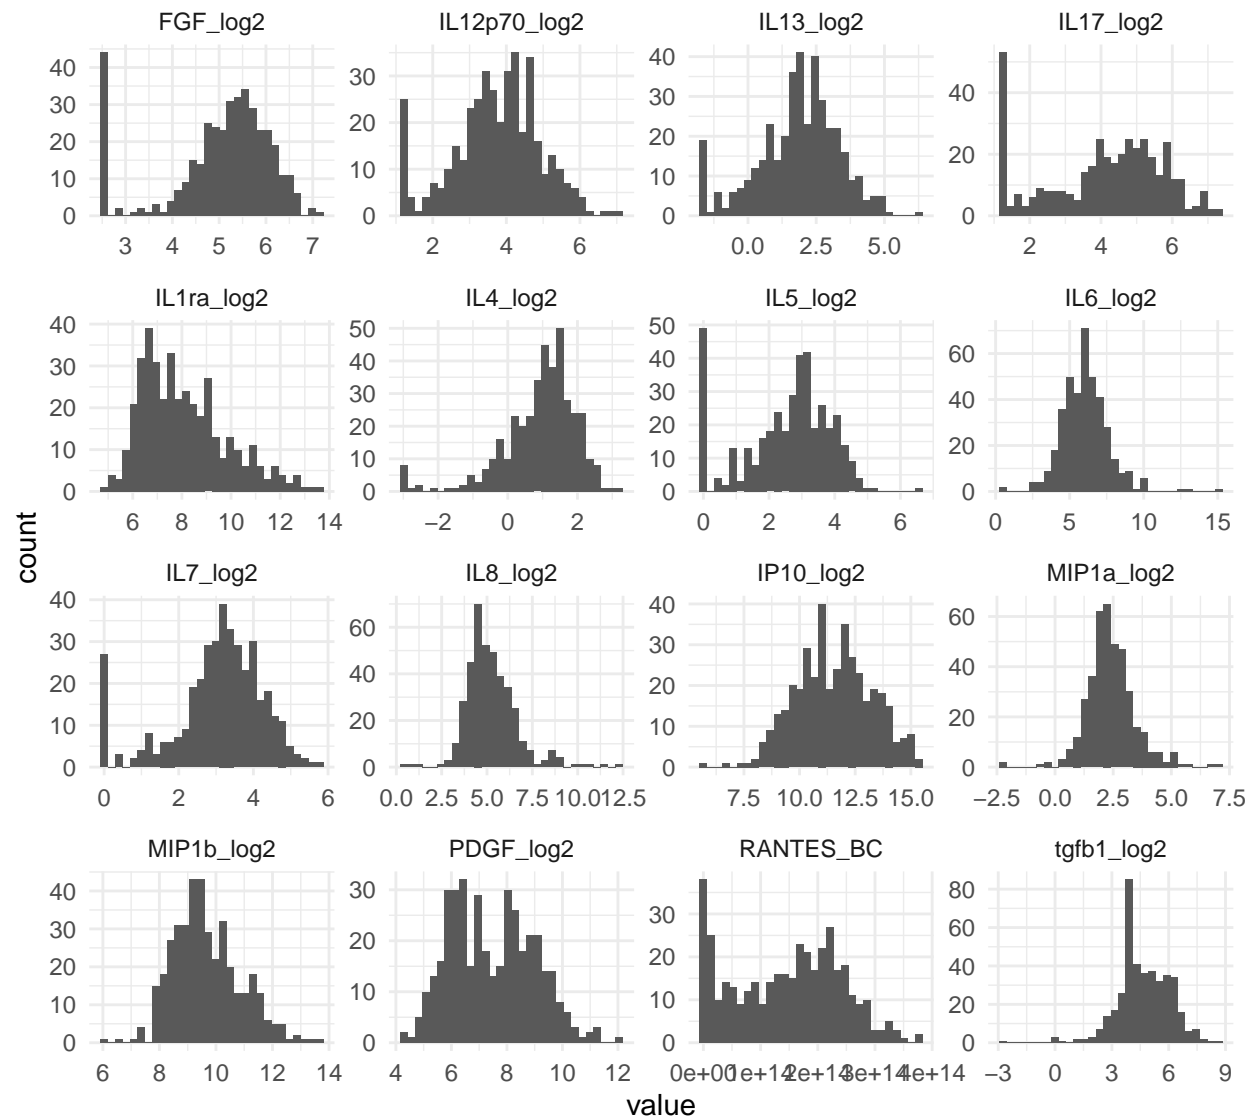 FGF_log2 IL12p70_log2 IL13_log2 IL17_log2
40 30 20 10 0
30 20 10 0
40 30 20 10 0
40 20 0
3 4 5 6 7
2 4 6
0.0 2.5 5.0
2 4 6
IL1ra_log2 IL4_log2 IL5_log2 IL6_log2
40 30 20 10 0
50 40 30 20 10 0
50 40 30 20 10 0
60 40 20 0
6 8 10 12 14
−2 0 2
0 2 4 6
0 5 10 15
count
IL7_log2 IL8_log2 IP10_log2 MIP1a_log2
40 30 20 10 0
60 40 20 0
40 30 20 10 0
60 40 20 0
0 2 4 6
0.0 2.5 5.0 7.5 10.0 12.5
7.5 10.0 12.5 15.0
−2.5 0.0 2.5 5.0 7.5
MIP1b_log2 PDGF_log2 RANTES_BC tgfb1_log2
40 30 20 10 0
30 20 10 0
30 20 10 0
80 60 40 20 0
6 8 10 12 14
4 6 8 10 12
0e+00 1e+14 2e+14 3e+14 4e+14
−3 0 3 6 9
value